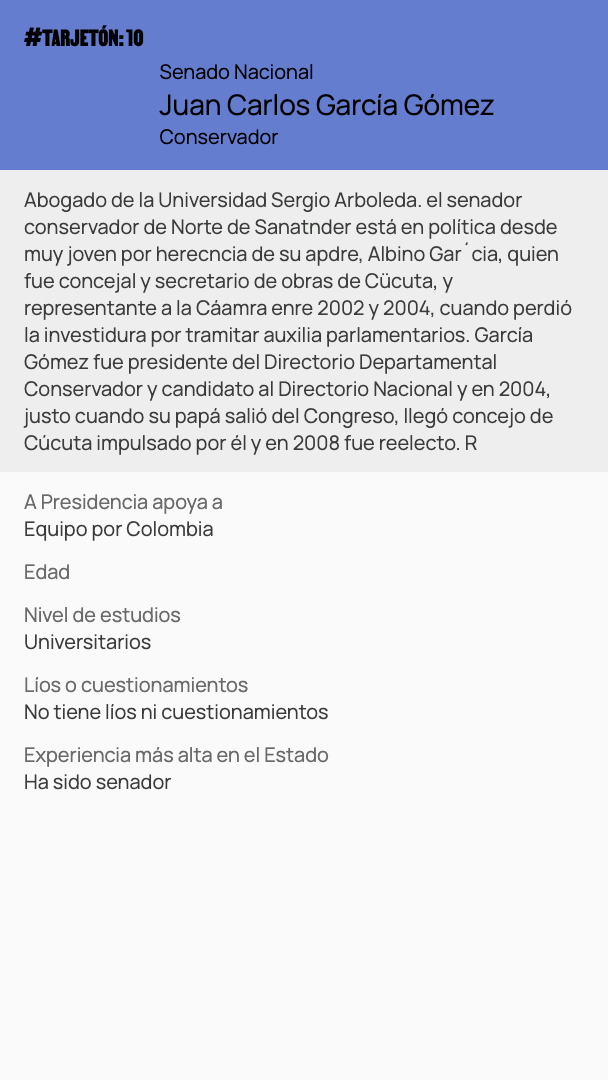 #TARJETÓN: 10
Senado Nacional
Juan Carlos García Gómez
Conservador
Abogado de la Universidad Sergio Arboleda. el senador
conservador de Norte de Sanatnder está en política desde
muy joven por herecncia de su apdre, Albino Gar´cia, quien
fue concejal y secretario de obras de Cücuta, y
representante a la Cáamra enre 2002 y 2004, cuando perdió
la investidura por tramitar auxilia parlamentarios. García
Gómez fue presidente del Directorio Departamental
Conservador y candidato al Directorio Nacional y en 2004,
justo cuando su papá salió del Congreso, llegó concejo de
Cúcuta impulsado por él y en 2008 fue reelecto. R
A Presidencia apoya a
Equipo por Colombia
Edad
Nivel de estudios
Universitarios
Líos o cuestionamientos
No tiene líos ni cuestionamientos
Experiencia más alta en el Estado
Ha sido senador